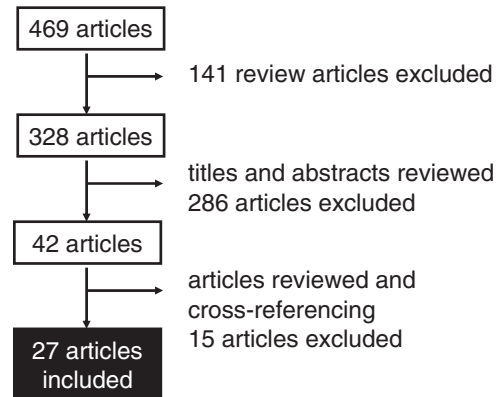 469 articles
141 review articles excluded
328 articles
titles and abstracts reviewed
286 articles excluded
42 articles
articles reviewed and
cross-referencing
15 articles excluded
27 articles
included